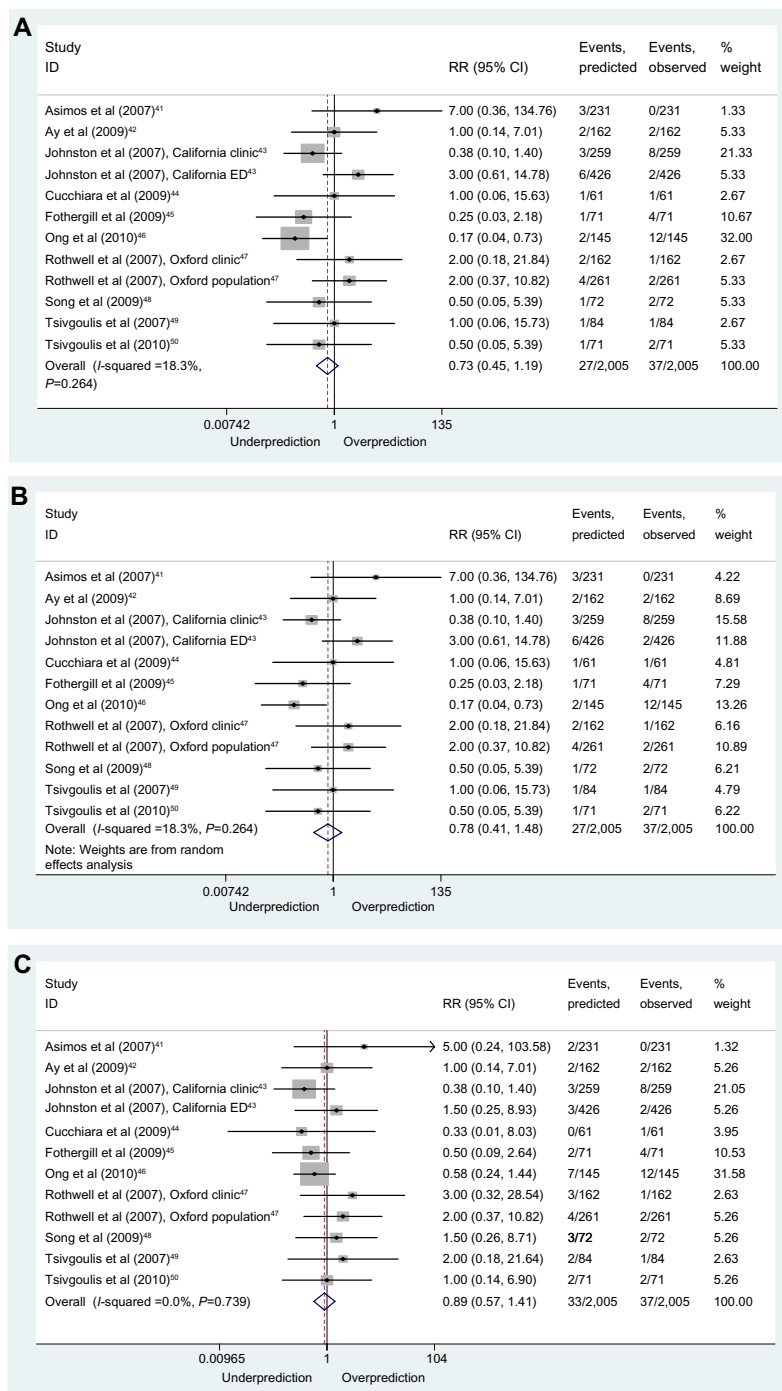 A
Study
ID RR (95% CI) Events, predicted Events, observed % weight
Asimos et al (2007)41 7.00 (0.36, 134.76) 3/231 0/231 1.33
Ay et al (2009)42 1.00 (0.14, 7.01) 2/162 2/162 5.33
Johnston et al (2007), California clinic43 0.38 (0.10, 1.40) 3/259 8/259 21.33
Johnston et al (2007), California ED43 3.00 (0.61, 14.78) 6/426 2/426 5.33
Cucchiara et al (2009)44 1.00 (0.06, 15.63) 1/61 1/61 2.67
Fothergill et al (2009)45 0.25 (0.03, 2.18) 1/71 4/71 10.67
Ong et al (2010)46 0.17 (0.04, 0.73) 2/145 12/145 32.00
Rothwell et al (2007), Oxford clinic47 2.00 (0.18, 21.84) 2/162 1/162 2.67
Rothwell et al (2007), Oxford population47 2.00 (0.37, 10.82) 4/261 2/261 5.33
Song et al (2009)48 0.50 (0.05, 5.39) 1/72 2/72 5.33
Tsivgoulis et al (2007)49 1.00 (0.06, 15.73) 1/84 1/84 2.67
Tsivgoulis et al (2010)50 0.50 (0.05, 5.39) 1/71 2/71 5.33
Overall (I-squared =18.3%, 0.73 (0.45, 1.19) 27/2,005 37/2,005 100.00
P=0.264)
0.00742 1 135
Underprediction Overprediction
B
Study Events, Events, %
ID RR (95% CI) predicted observed weight
Asimos et al (2007)41 7.00 (0.36, 134.76) 3/231 0/231 4.22
Ay et al (2009)42 1.00 (0.14, 7.01) 2/162 2/162 8.69
Johnston et al (2007), California clinic43 0.38 (0.10, 1.40) 3/259 8/259 15.58
Johnston et al (2007), California ED43 3.00 (0.61, 14.78) 6/426 2/426 11.88
Cucchiara et al (2009)44 1.00 (0.06, 15.63) 1/61 1/61 4.81
Fothergill et al (2009)45 0.25 (0.03, 2.18) 1/71 4/71 7.29
Ong et al (2010)46 0.17 (0.04, 0.73) 2/145 12/145 13.26
Rothwell et al (2007), Oxford clinic47 2.00 (0.18, 21.84) 2/162 1/162 6.16
Rothwell et al (2007), Oxford population47 2.00 (0.37, 10.82) 4/261 2/261 10.89
Song et al (2009)48 0.50 (0.05, 5.39) 1/72 2/72 6.21
Tsivgoulis et al (2007)49 1.00 (0.06, 15.73) 1/84 1/84 4.79
Tsivgoulis et al (2010)50 0.50 (0.05, 5.39) 1/71 2/71 6.22
Overall (I-squared =18.3%, P=0.264) 0.78 (0.41, 1.48) 27/2,005 37/2,005 100.00
Note: Weights are from random
effects analysis
0.00742 1 135
Underprediction Overprediction
C
Study Events, Events, %
ID RR (95% CI) predicted observed weight
Asimos et al (2007)41 5.00 (0.24, 103.58) 2/231 0/231 1.32
Ay et al (2009)42 1.00 (0.14, 7.01) 2/162 2/162 5.26
Johnston et al (2007), California clinic43 0.38 (0.10, 1.40) 3/259 8/259 21.05
Johnston et al (2007), California ED43 1.50 (0.25, 8.93) 3/426 2/426 5.26
Cucchiara et al (2009)44 0.33 (0.01, 8.03) 0/61 1/61 3.95
Fothergill et al (2009)45 0.50 (0.09, 2.64) 2/71 4/71 10.53
Ong et al (2010)46 0.58 (0.24, 1.44) 7/145 12/145 31.58
Rothwell et al (2007), Oxford clinic47 3.00 (0.32, 28.54) 3/162 1/162 2.63
Rothwell et al (2007), Oxford population47 2.00 (0.37, 10.82) 4/261 2/261 5.26
Song et al (2009)48 1.50 (0.26, 8.71) 3/72 2/72 5.26
Tsivgoulis et al (2007)49 2.00 (0.18, 21.64) 2/84 1/84 2.63
Tsivgoulis et al (2010)50 1.00 (0.14, 6.90) 2/71 2/71 5.26
Overall (I-squared =0.0%, P=0.739) 0.89 (0.57, 1.41) 33/2,005 37/2,005 100.00
0.00965 1 104
Underprediction Overprediction